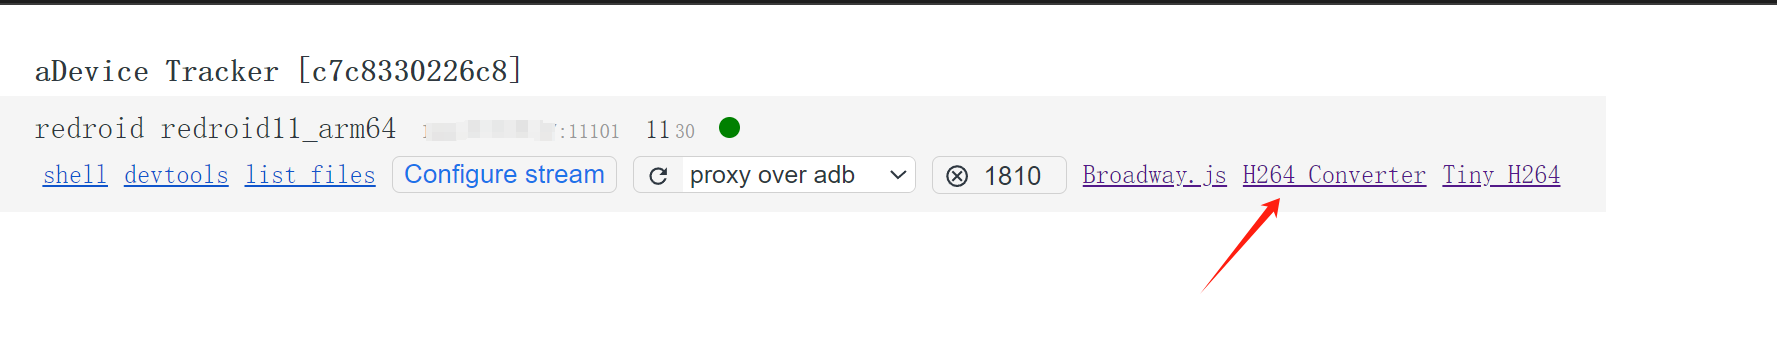 aDevice Tracker [c7c8330226c8]
redroid redroid11_arm64 :11101 11 30
shell devtools list files Configure stream proxy over adb 1810 Broadway.js H264 Converter Tiny H264